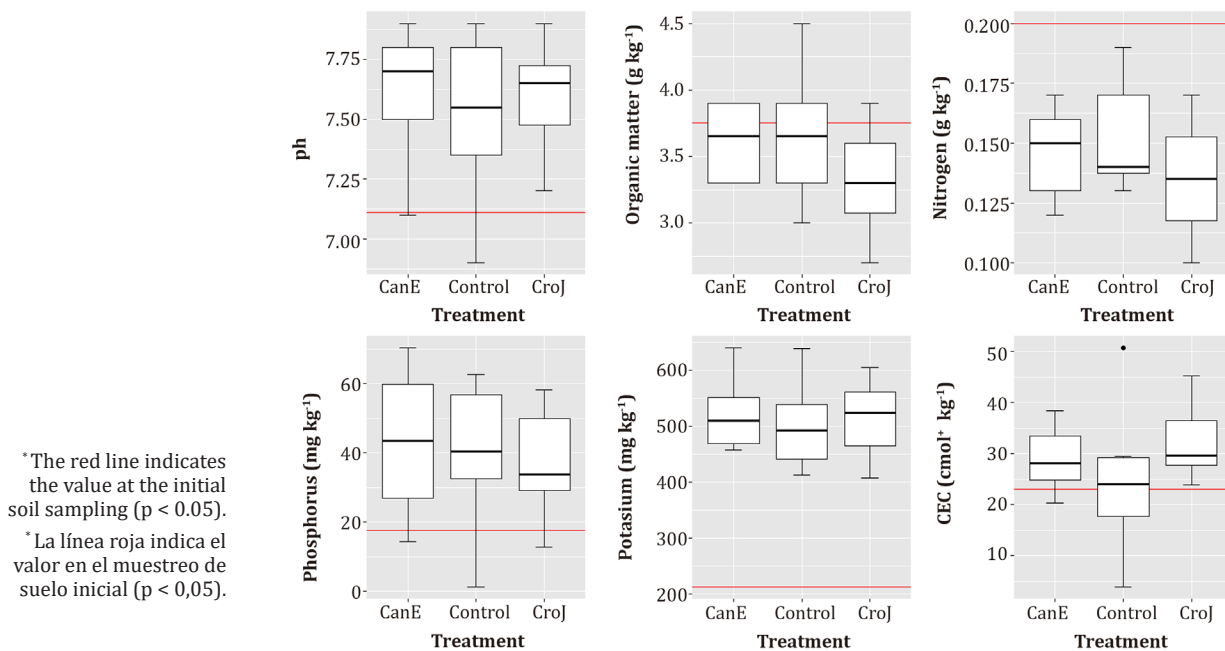 ph
7.75
7.50
7.25
7.00
CanE Control CroJ
Treatment
Organic matter (g kg⁻¹)
4.5
4.0
3.5
3.0
CanE Control CroJ
Treatment
Nitrogen (g kg⁻¹)
0.200
0.175
0.150
0.125
0.100
CanE Control CroJ
Treatment
Phosphorus (mg kg⁻¹)
60
40
20
0
CanE Control CroJ
Treatment
Potasium (mg kg⁻¹)
600
500
400
300
200
CanE Control CroJ
Treatment
CEC (cmol⁺ kg⁻¹)
50
40
30
20
10
CanE Control CroJ
Treatment
*The red line indicates
the value at the initial
soil sampling (p < 0.05).
*La línea roja indica el
valor en el muestreo de
suelo inicial (p < 0,05).